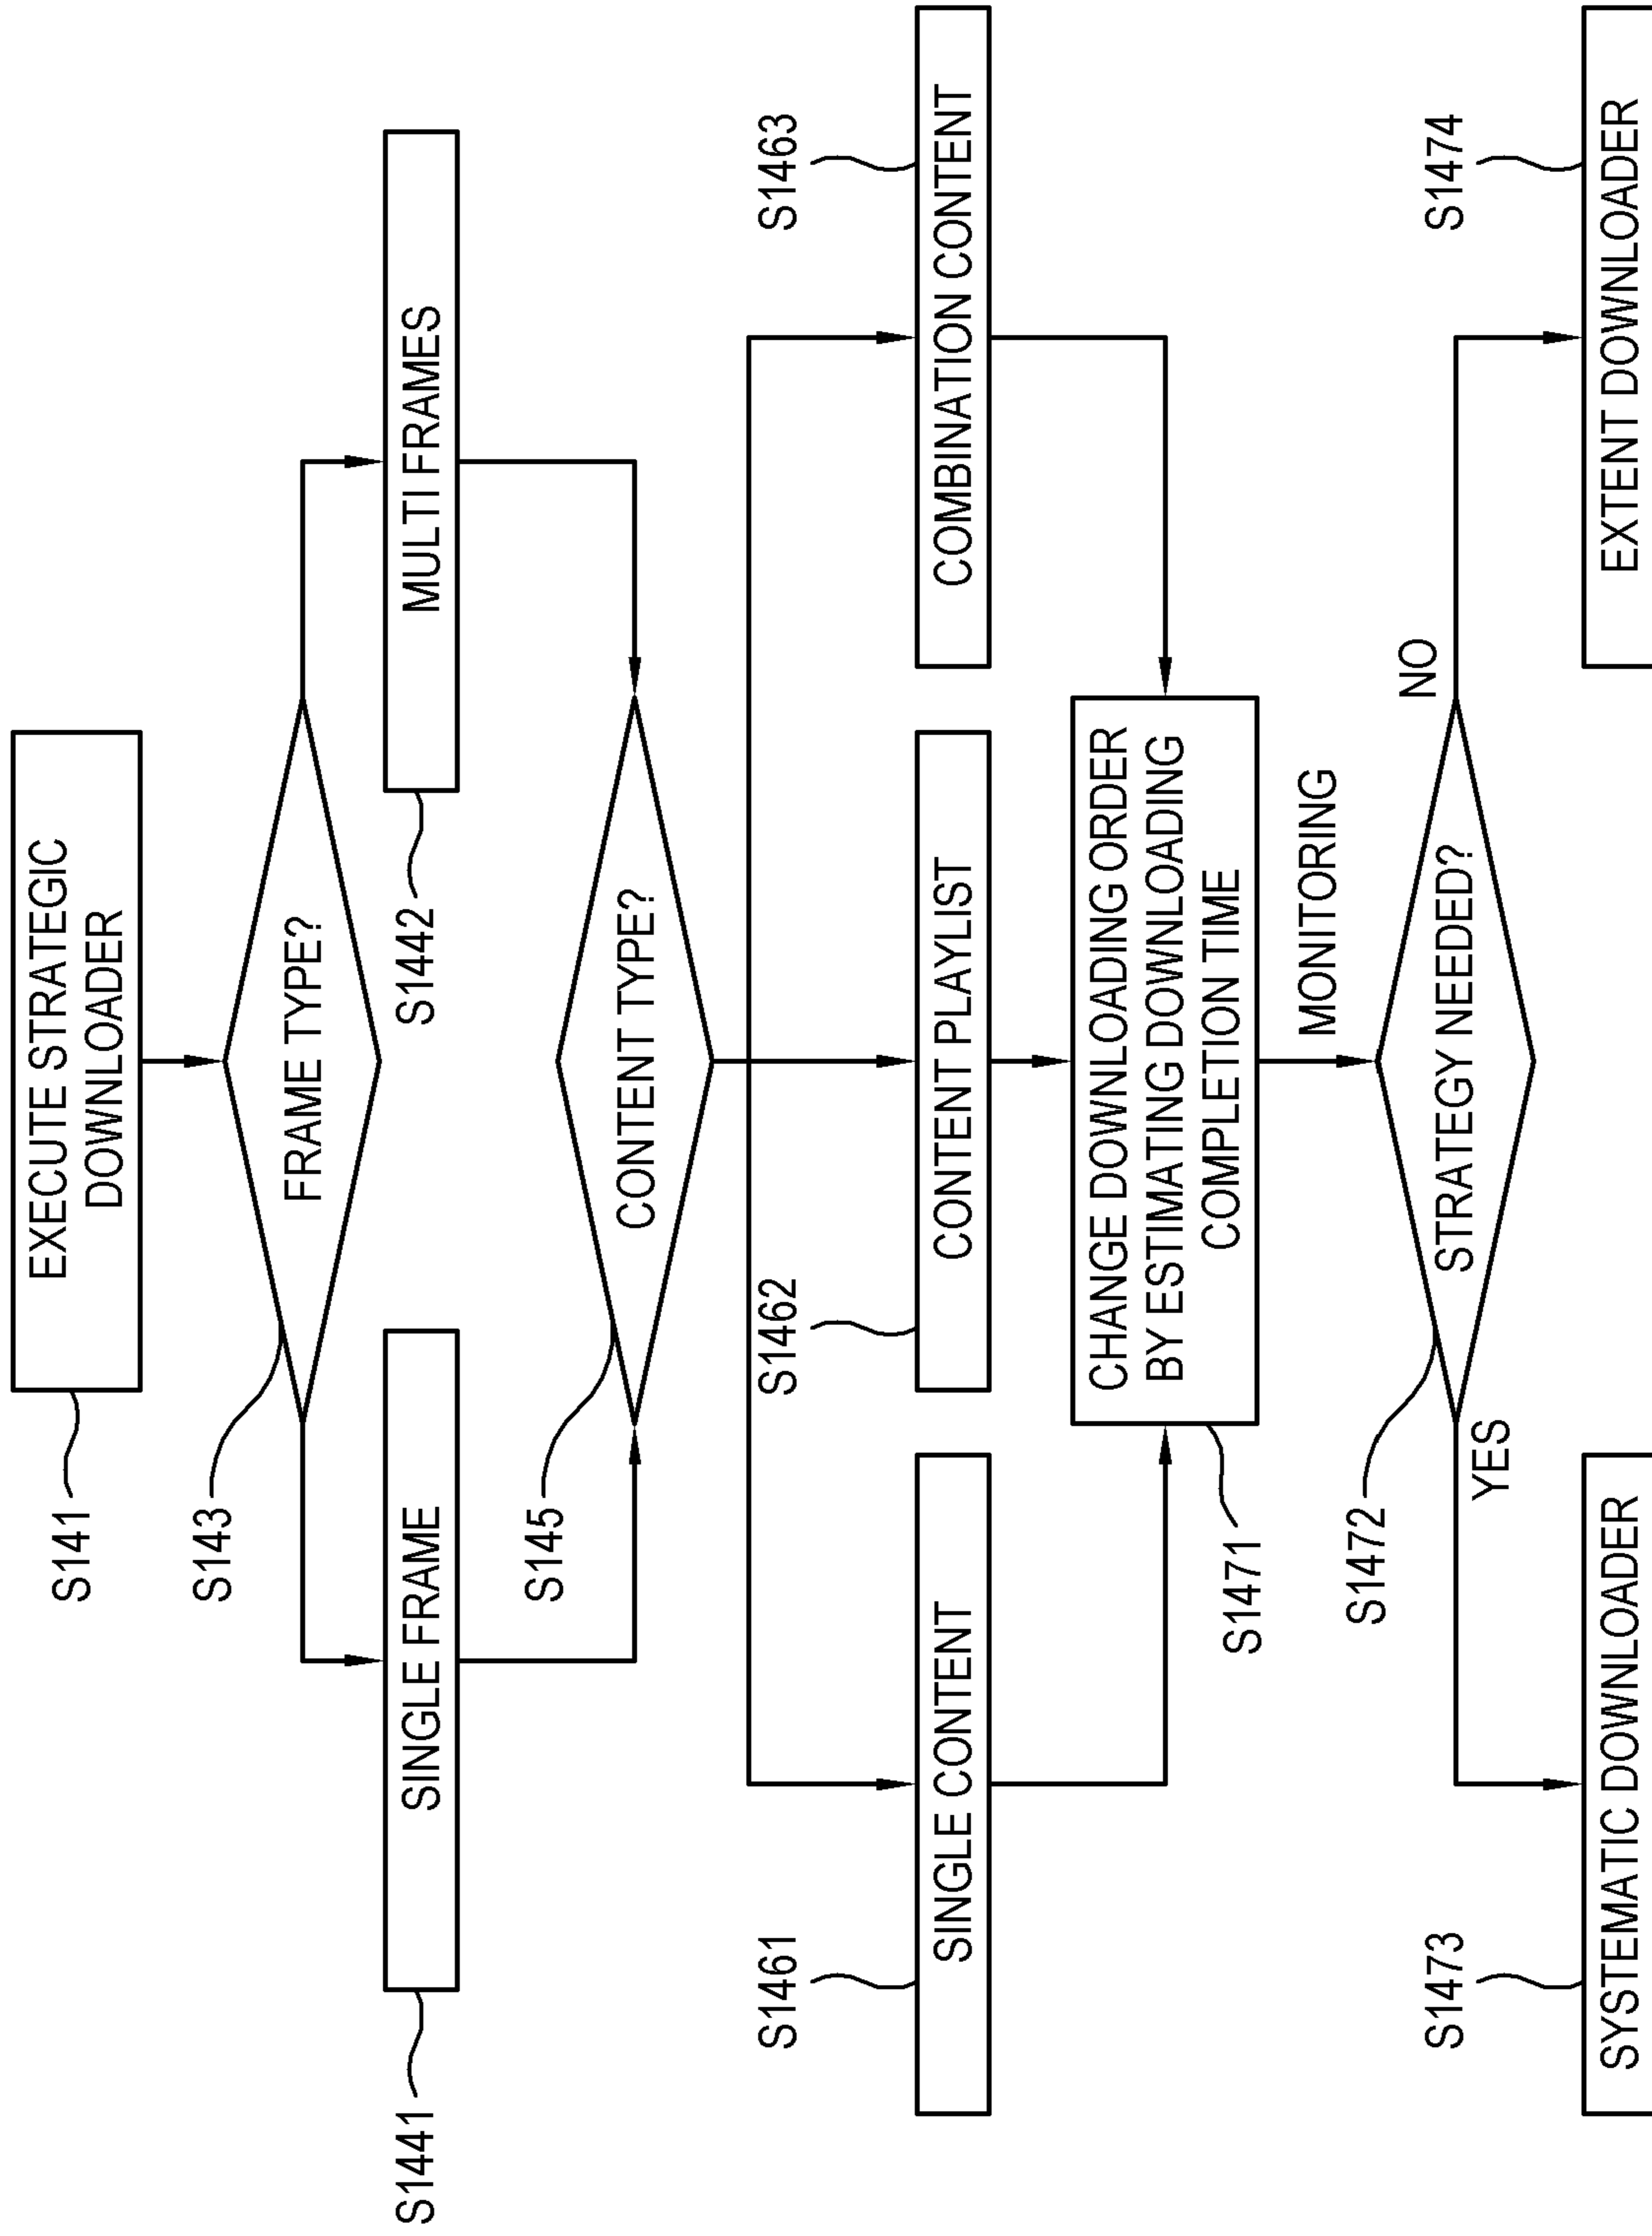 S141
EXECUTE STRATEGIC
DOWNLOADER
S143
FRAME TYPE?
S1441
SINGLE FRAME
S1442
MULTI FRAMES
S145
CONTENT TYPE?
S1461
SINGLE CONTENT
S1462
CONTENT PLAYLIST
S1463
COMBINATION CONTENT
S1471
CHANGE DOWNLOADING ORDER
BY ESTIMATING DOWNLOADING
COMPLETION TIME
MONITORING
S1472
STRATEGY NEEDED?
YES
NO
S1473
SYSTEMATIC DOWNLOADER
S1474
EXTENT DOWNLOADER